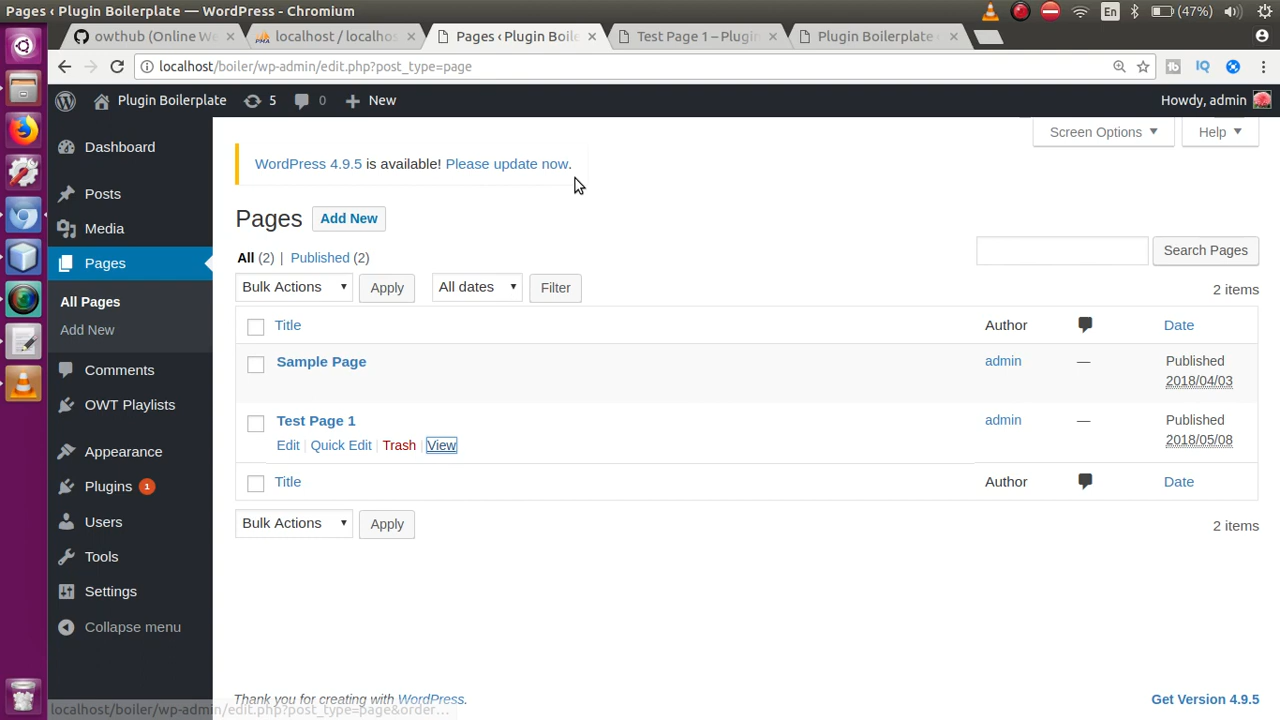 Pages ‹ Plugin Boilerplate — WordPress - Chromium
En (47%)
owthub (Online We
localhost / localhos
Pages ‹ Plugin Boile
Test Page 1 – Plugin
Plugin Boilerplate
localhost/boiler/wp-admin/edit.php?post_type=page
IQ
Plugin Boilerplate 5 0 New
Howdy, admin
Dashboard
Posts
Media
Pages
All Pages
Add New
Comments
OWT Playlists
Appearance
Plugins 1
Users
Tools
Settings
Collapse menu
Screen Options Help
WordPress 4.9.5 is available! Please update now.
Pages Add New
All (2) | Published (2)
Search Pages
Bulk Actions Apply All dates Filter
2 items
Title Author Date
Sample Page admin — Published
2018/04/03
Test Page 1 admin — Published
2018/05/08
Edit | Quick Edit | Trash | View
Title Author Date
Bulk Actions Apply
2 items
Thank you for creating with WordPress.
Get Version 4.9.5
localhost/boiler/wp-admin/edit.php?post_type=page&order...